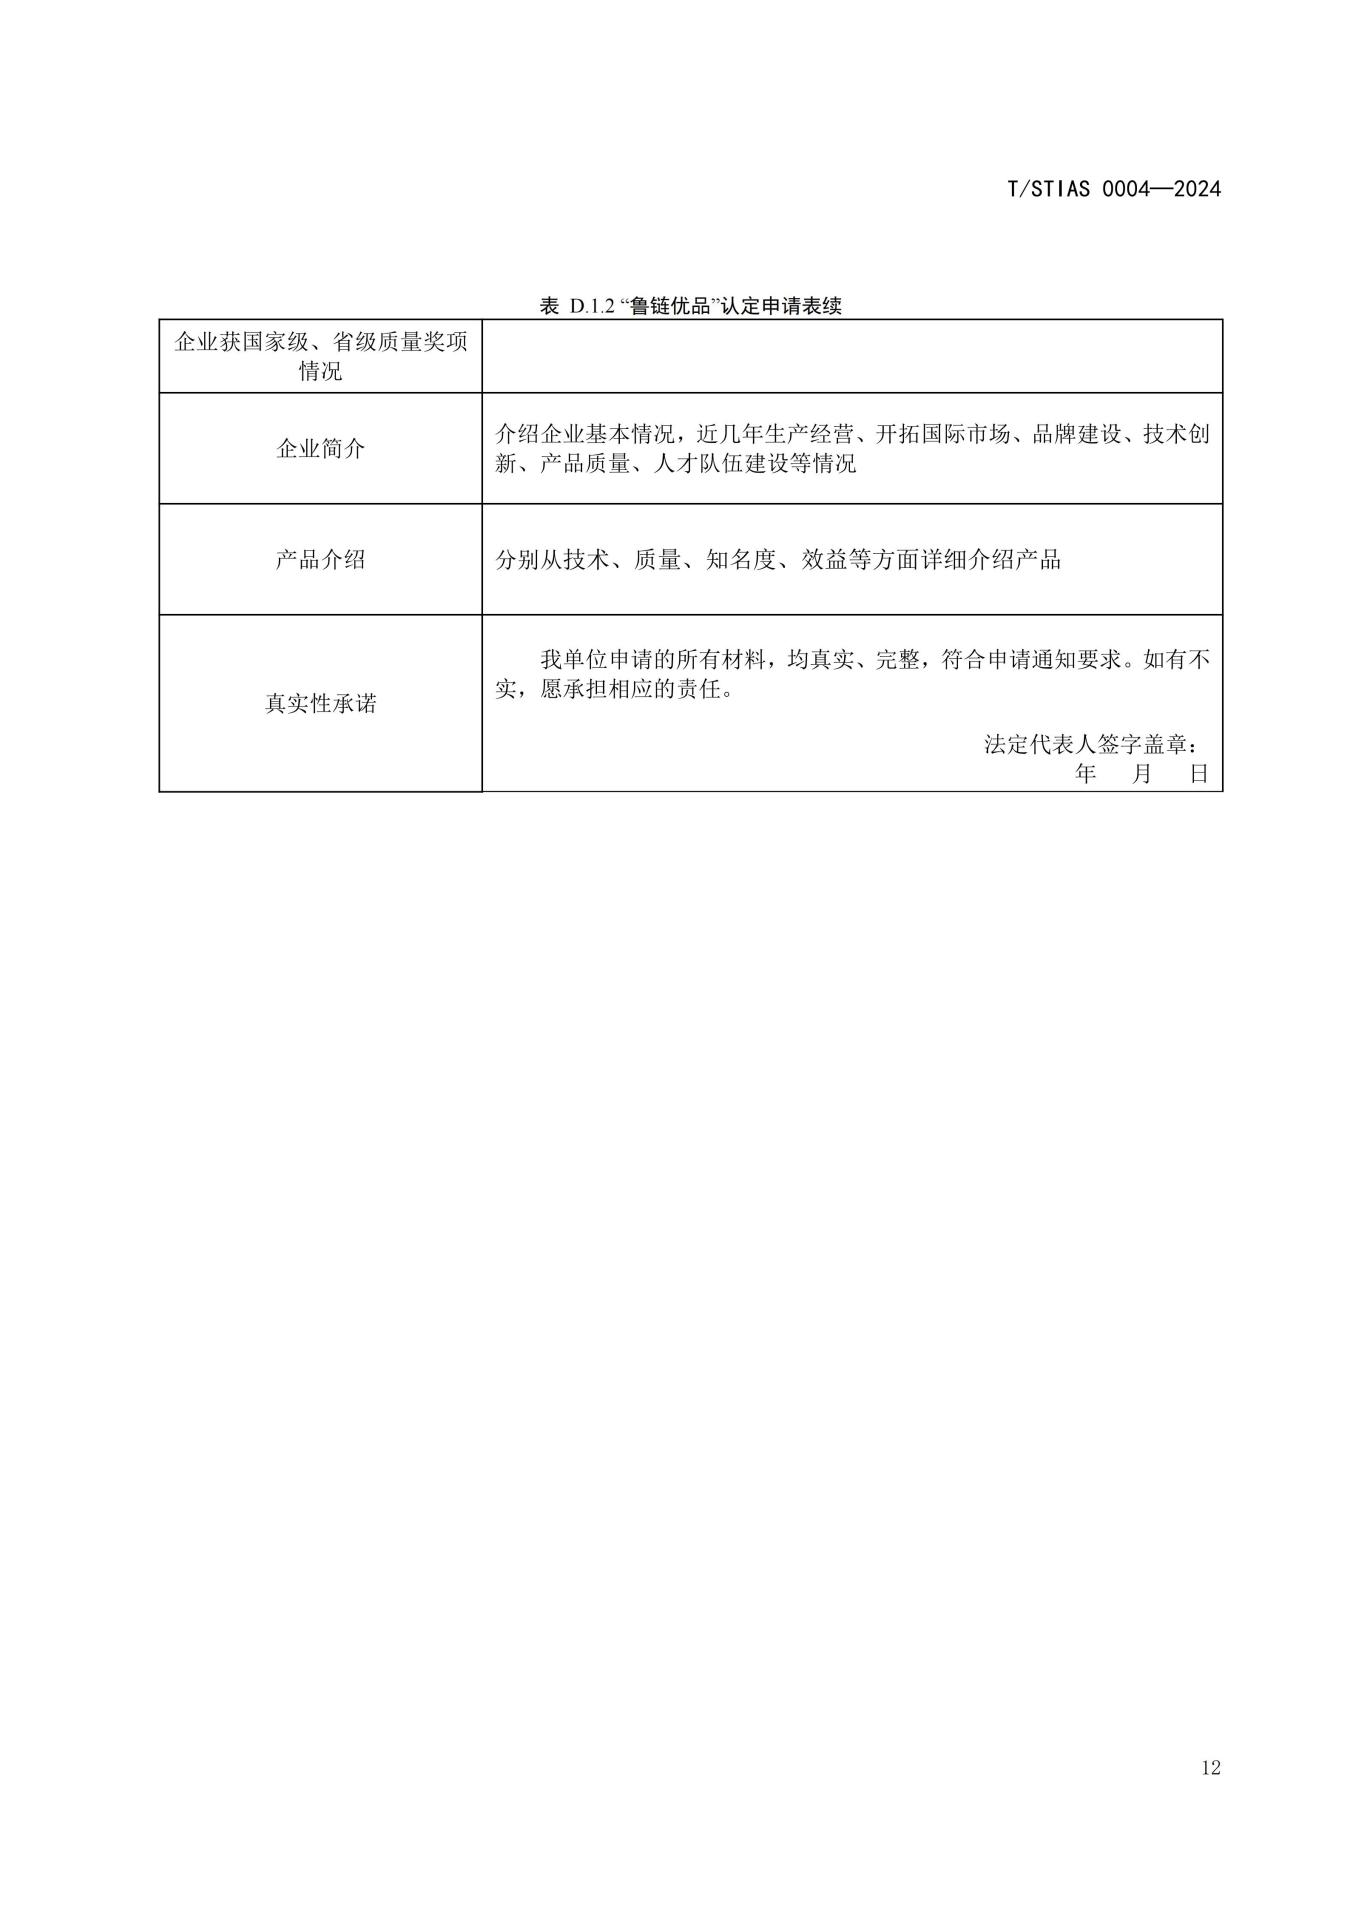 T/STIAS 0004—2024
表 D.1.2 “鲁链优品”认定申请表续
企业获国家级、省级质量奖项
情况
企业简介
介绍企业基本情况，近几年生产经营、开拓国际市场、品牌建设、技术创
新、产品质量、人才队伍建设等情况
产品介绍
分别从技术、质量、知名度、效益等方面详细介绍产品
真实性承诺
我单位申请的所有材料，均真实、完整，符合申请通知要求。如有不
实，愿承担相应的责任。
法定代表人签字盖章：
年 月 日
12